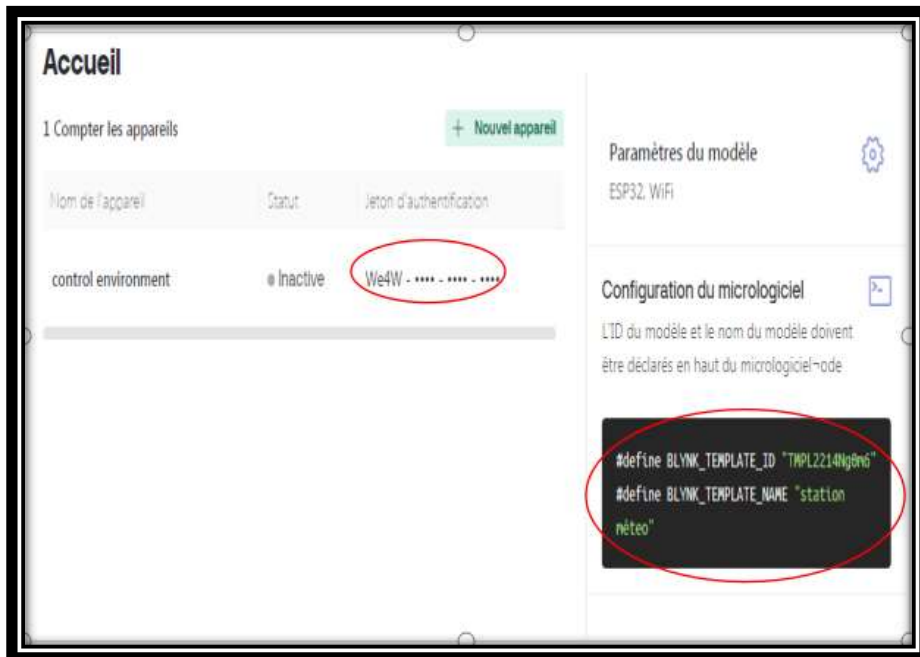 Accueil
1 Compter les appareils
+ Nouvel appareil
Nom de l'appareil Statut Jeton d'authentification
control environment Inactive We4W - •••• - •••• - ••••
Paramètres du modèle
ESP32, WiFi
Configuration du micrologiciel
L'ID du modèle et le nom du modèle doivent
être déclarés en haut du micrologiciel¬ode
#define BLYNK_TEMPLATE_ID "TMPL2214Ng0m6"
#define BLYNK_TEMPLATE_NAME "station
méteo"